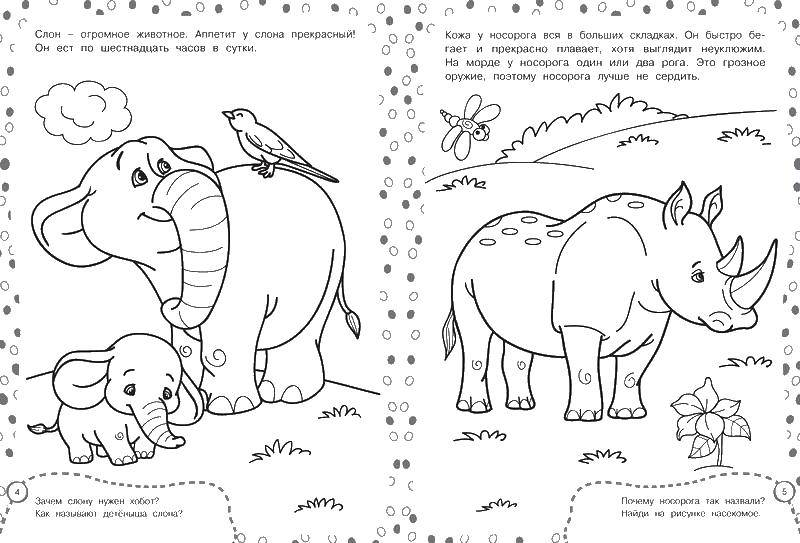 Слон – огромное животное. Аппетит у слона прекрасный!
Он ест по шестнадцать часов в сутки.
Зачем слону нужен хобот?
Как называют детёныша слона?
4
Кожа у носорога вся в больших складках. Он быстро бе-
гает и прекрасно плавает, хотя выглядит неуклюжим.
На морде у носорога один или два рога. Это грозное
оружие, поэтому носорога лучше не сердить.
Почему носорога так назвали?
Найди на рисунке насекомое.
5